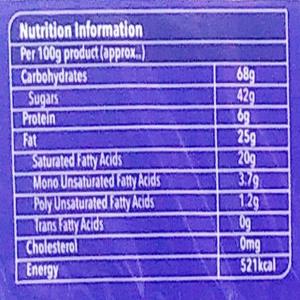 Nutrition Information
Per 100g product (approx..)
Carbohydrates 68g
Sugars 42g
Protein 6g
Fat 25g
Saturated Fatty Acids 20g
Mono Unsaturated Fatty Acids 3.7g
Poly Unsaturated Fatty Acids 1.2g
Trans Fatty Acids 0g
Cholesterol 0mg
Energy 521kcal